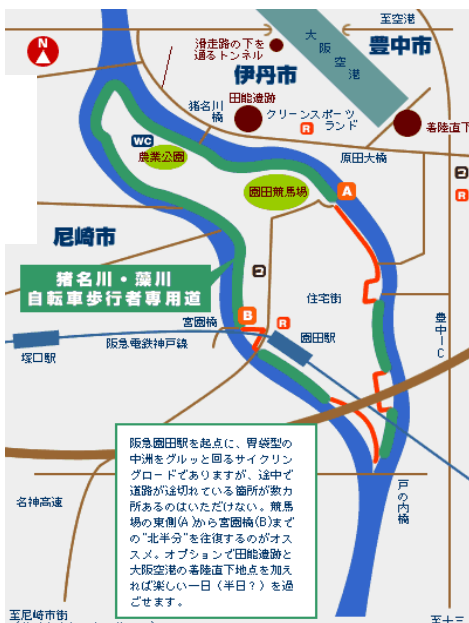 至空港
滑走路の下を
通るトンネル
大阪空港
豊中市
伊丹市
N
猪名川
橋
田能遺跡
クリーンスポーツ
ランド
R
着陸直下
WC
農業公園
原田大橋
園田競馬場
A
R
尼崎市
猪名川・藻川
自転車歩行者専用道
住宅街
宮園橋
B
R
園田駅
豊中IC
塚口駅
阪急電鉄神戸線
阪急園田駅を起点に、胃袋型の
中洲をグルッと回るサイクリン
グロードでありますが、途中で
道路が途切れている箇所が数カ
所あるのはいただけない。競馬
場の東側(A)から宮園橋(B)まで
の“北半分”を往復するのがオス
スメ。オプションで田能遺跡と
大阪空港の着陸直下地点を加え
れば楽しい一日（半日？）を過
ごせます。
名神高速
戸の内橋
至尼崎市街
至十三